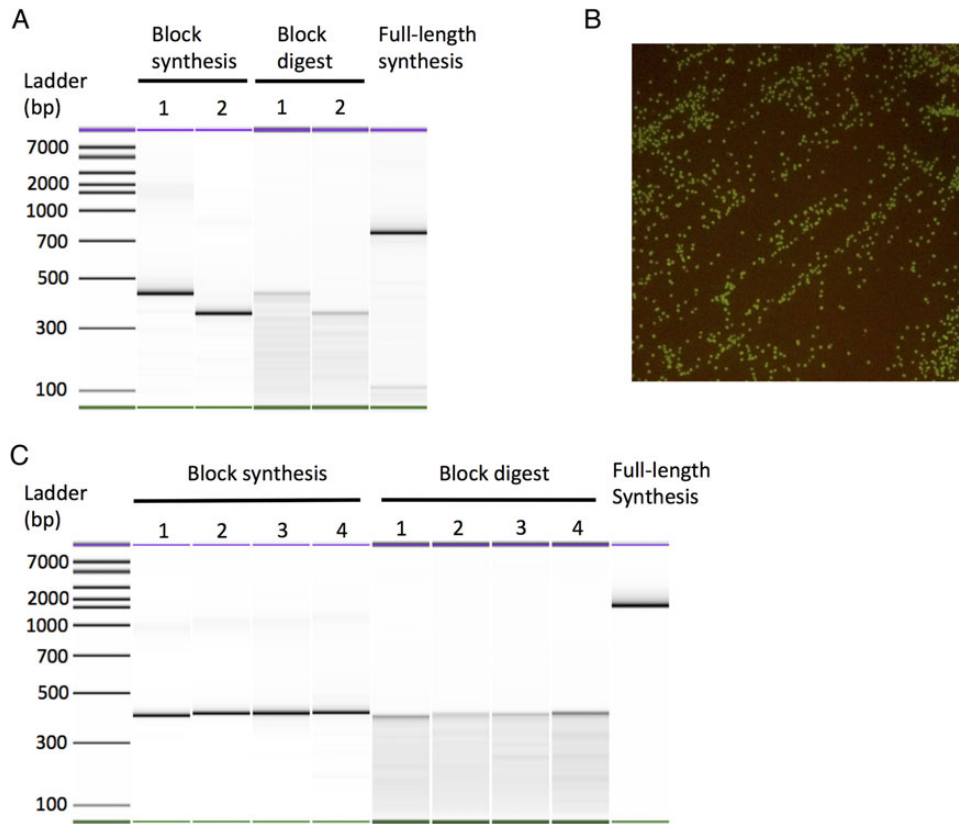 A
Block
synthesis
Block
digest
Full-length
synthesis
Ladder
(bp)
1 2 1 2
7000
2000
1000
700
500
300
100
B
C
Block synthesis
Block digest
Full-length
Synthesis
Ladder
(bp)
1 2 3 4 1 2 3 4
7000
2000
1000
700
500
300
100